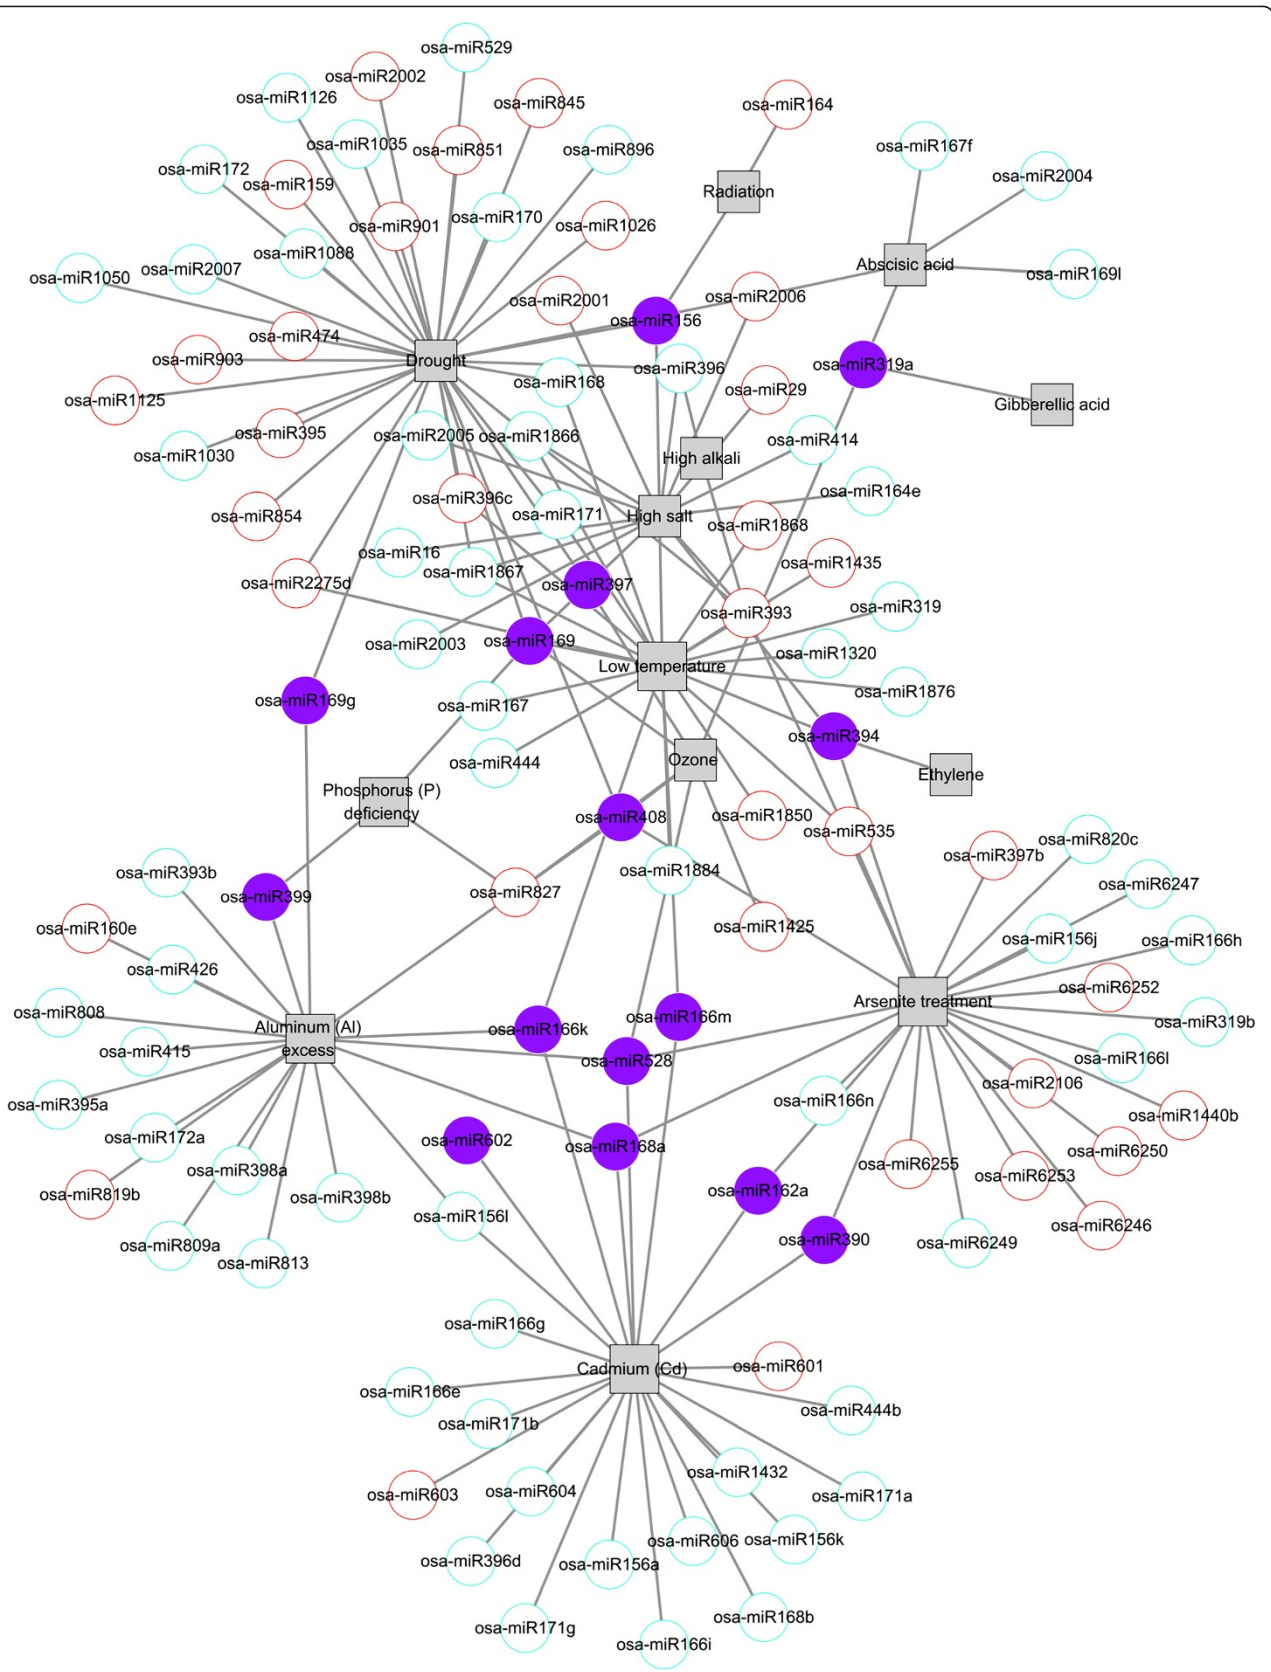 osa-miR529
osa-miR2002
osa-miR1126
osa-miR845
osa-miR164
osa-miR1035
osa-miR851
osa-miR896
osa-miR167f
osa-miR172
osa-miR159
osa-miR2004
Radiation
osa-miR901
osa-miR170
osa-miR1026
osa-miR1088
Abscisic acid
osa-miR1050
osa-miR2007
osa-miR169l
osa-miR2001
osa-miR2006
osa-miR156
osa-miR474
osa-miR903
Drought
osa-miR168
osa-miR396
osa-miR319a
osa-miR29
osa-miR1125
Gibberellic acid
osa-miR395
osa-miR2005
osa-miR1866
osa-miR414
osa-miR1030
High alkali
osa-miR396c
osa-miR164e
osa-miR854
osa-miR171
High salt
osa-miR1868
osa-miR16
osa-miR1867
osa-miR1435
osa-miR2275d
osa-miR397
osa-miR393
osa-miR319
osa-miR2003
osa-miR169
osa-miR1320
Low temperature
osa-miR169g
osa-miR167
osa-miR1876
osa-miR394
osa-miR444
Ozone
Ethylene
Phosphorus (P)
deficiency
osa-miR408
osa-miR1850
osa-miR535
osa-miR820c
osa-miR397b
osa-miR393b
osa-miR399
osa-miR827
osa-miR1884
osa-miR6247
osa-miR160e
osa-miR1425
osa-miR156j
osa-miR166h
osa-miR426
osa-miR6252
osa-miR808
Arsenite treatment
osa-miR319b
Aluminum (Al)
excess
osa-miR166k
osa-miR166m
osa-miR415
osa-miR528
osa-miR166l
osa-miR2106
osa-miR395a
osa-miR166n
osa-miR1440b
osa-miR172a
osa-miR602
osa-miR168a
osa-miR6250
osa-miR398a
osa-miR6255
osa-miR6253
osa-miR819b
osa-miR398b
osa-miR162a
osa-miR156l
osa-miR6246
osa-miR809a
osa-miR813
osa-miR390
osa-miR6249
osa-miR166g
Cadmium (Cd)
osa-miR601
osa-miR166e
osa-miR444b
osa-miR171b
osa-miR1432
osa-miR603
osa-miR604
osa-miR171a
osa-miR606
osa-miR156k
osa-miR396d
osa-miR156a
osa-miR168b
osa-miR171g
osa-miR166i